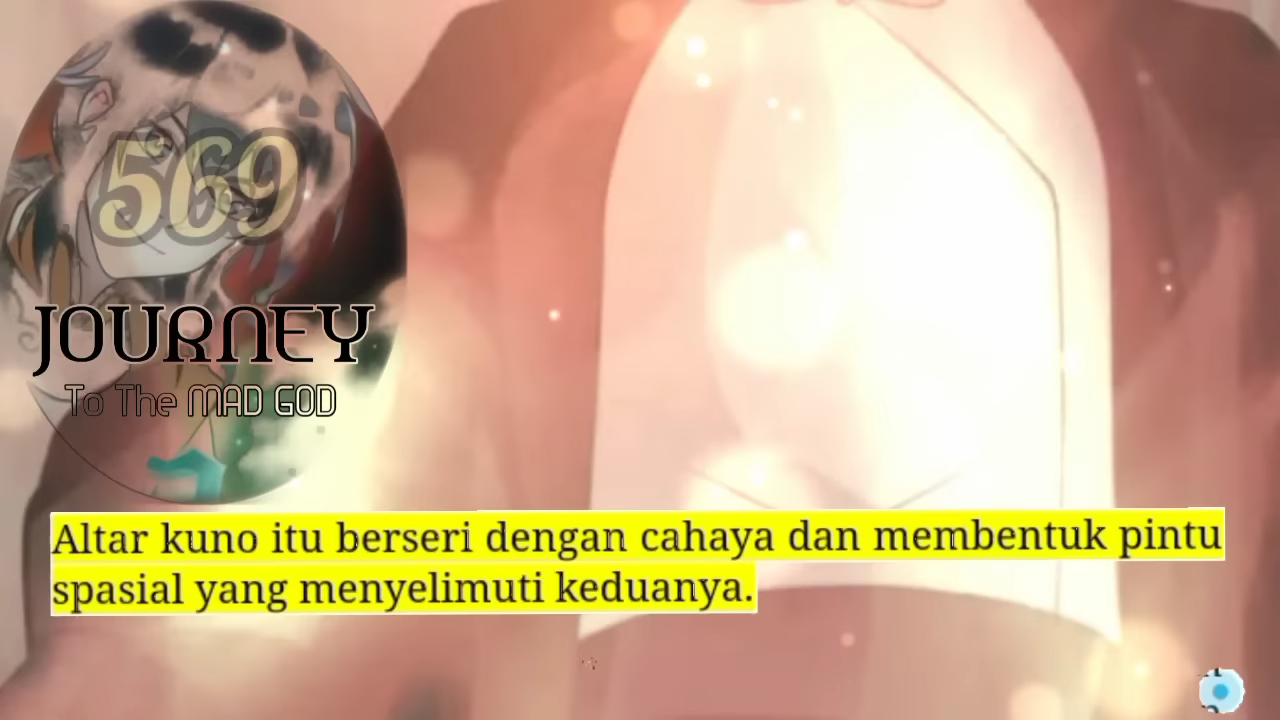 569
JOURNEY
To The MAD GOD
Altar kuno itu berseri dengan cahaya dan membentuk pintu
spasial yang menyelimuti keduanya.